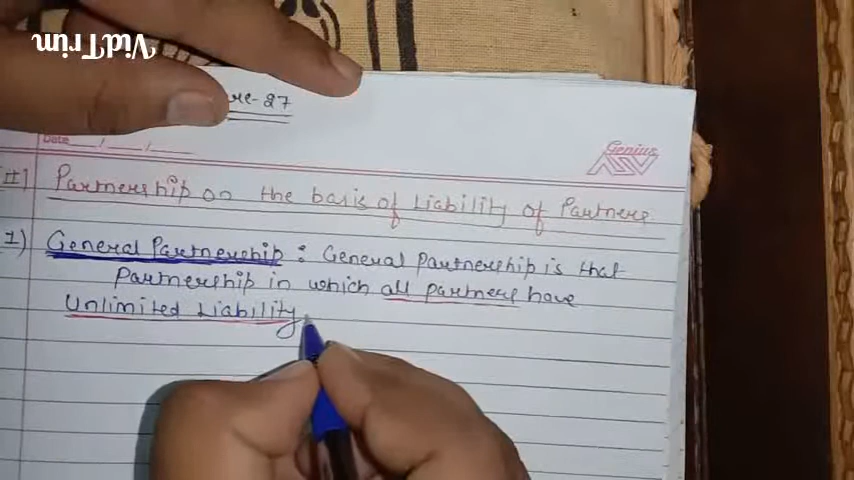 VidTrim
re-27
Date / / 
Genius
ASV
II] Partnership on the basis of Liability of Partners
1) General Partnership : General Partnership is that
Partnership in which all partners have
Unlimited Liability